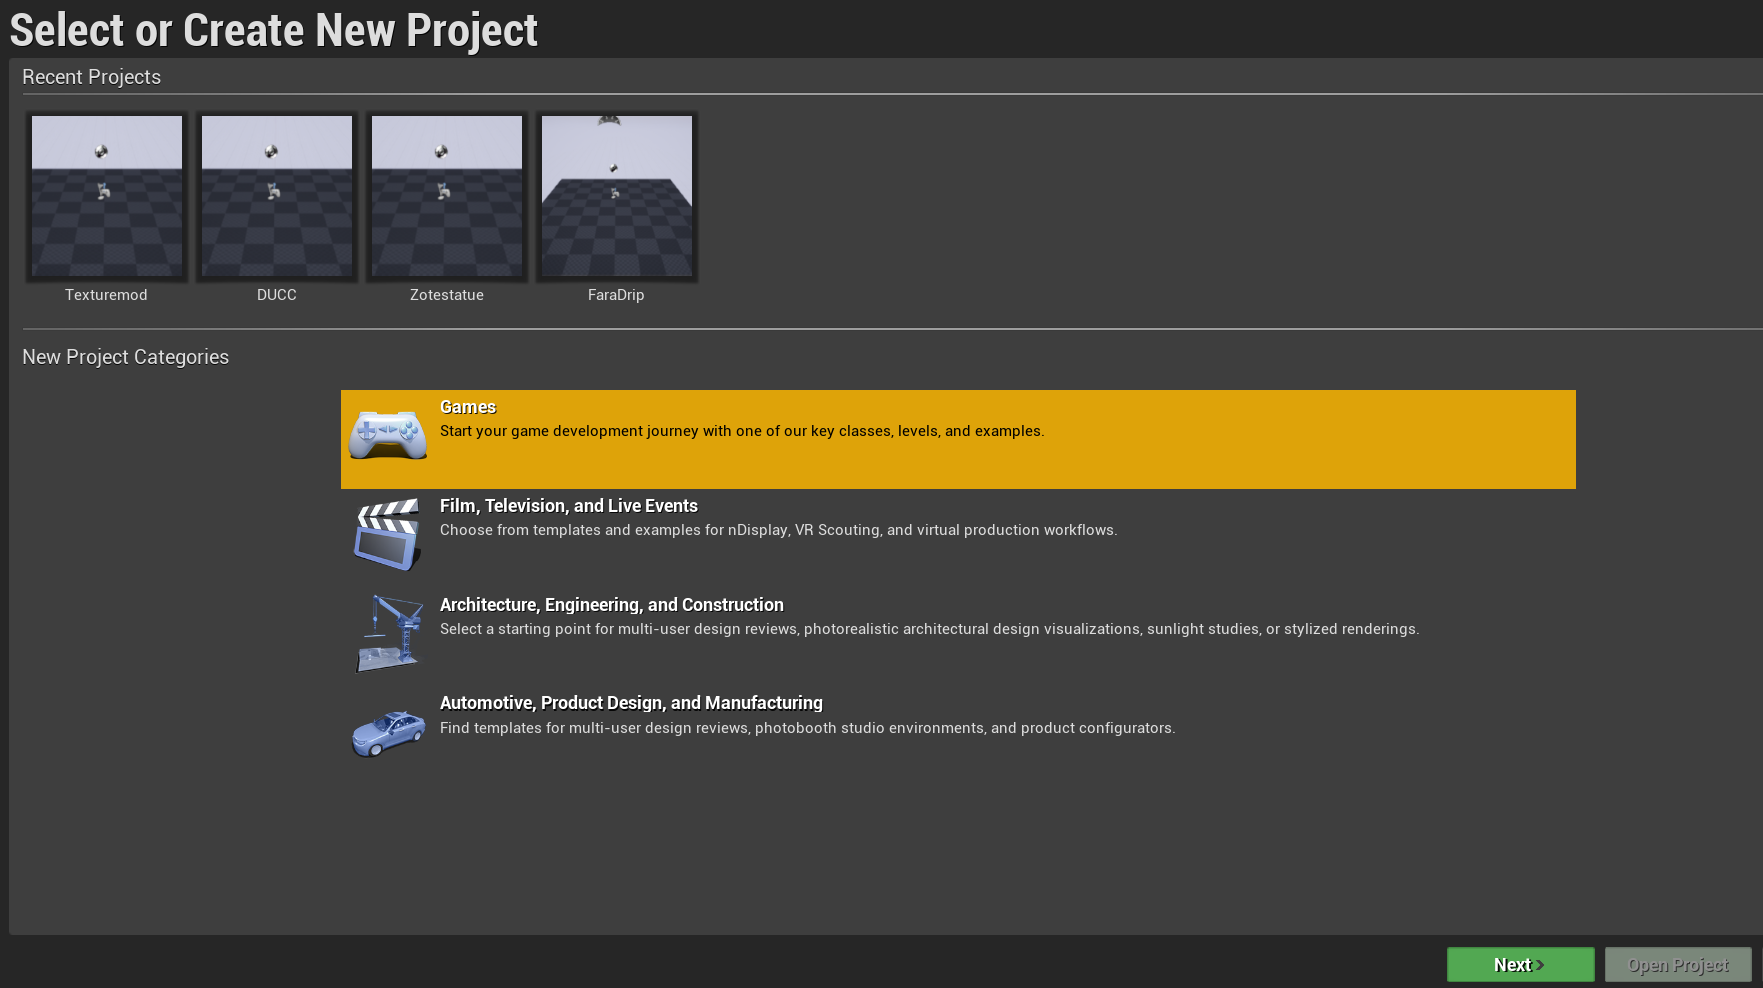 Select or Create New Project
Recent Projects
Texturemod
DUCC
Zotestatue
FaraDrip
New Project Categories
Games
Start your game development journey with one of our key classes, levels, and examples.
Film, Television, and Live Events
Choose from templates and examples for nDisplay, VR Scouting, and virtual production workflows.
Architecture, Engineering, and Construction
Select a starting point for multi-user design reviews, photorealistic architectural design visualizations, sunlight studies, or stylized renderings.
Automotive, Product Design, and Manufacturing
Find templates for multi-user design reviews, photobooth studio environments, and product configurators.
Next
Open Project